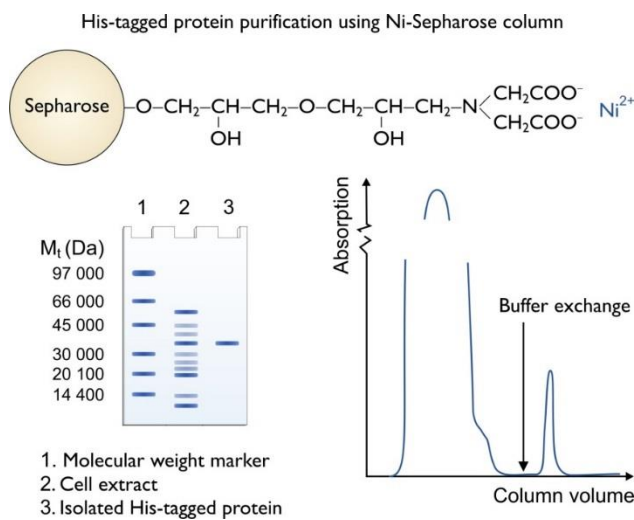 His-tagged protein purification using Ni-Sepharose column
Sepharose
O–CH₂–CH–CH₂–O–CH₂–CH–CH₂–N
CH₂COO⁻
CH₂COO⁻
Ni²⁺
OH
OH
1 2 3
Mₜ (Da)
97 000
66 000
45 000
30 000
20 100
14 400
1. Molecular weight marker
2. Cell extract
3. Isolated His-tagged protein
Absorption
Buffer exchange
Column volume